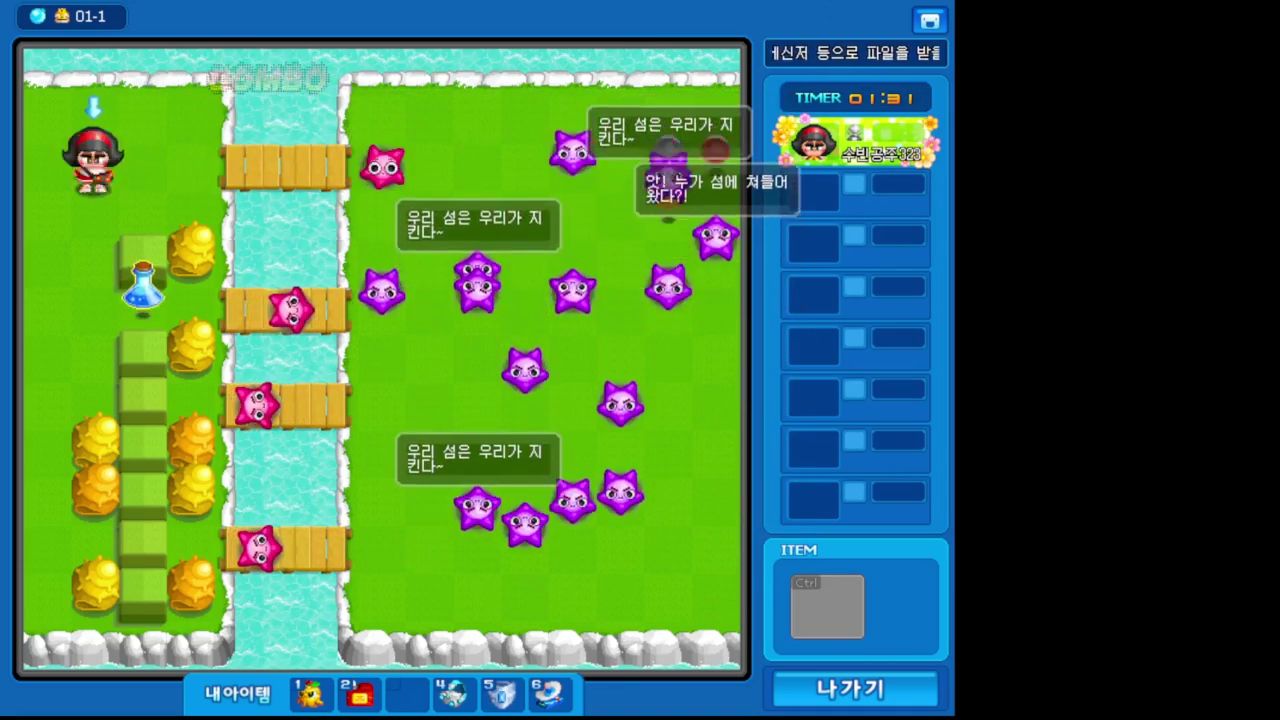 01-1
COMBO
ㅔ신저 등으로 파일을 받을
TIMER 01:31
우리 섬은 우리가 지
킨다~
수빈공주323
앗! 누가 섬에 쳐들어
왔다?!
우리 섬은 우리가 지
킨다~
우리 섬은 우리가 지
킨다~
ITEM
Ctrl
내아이템
1
2
4
5
6
나가기